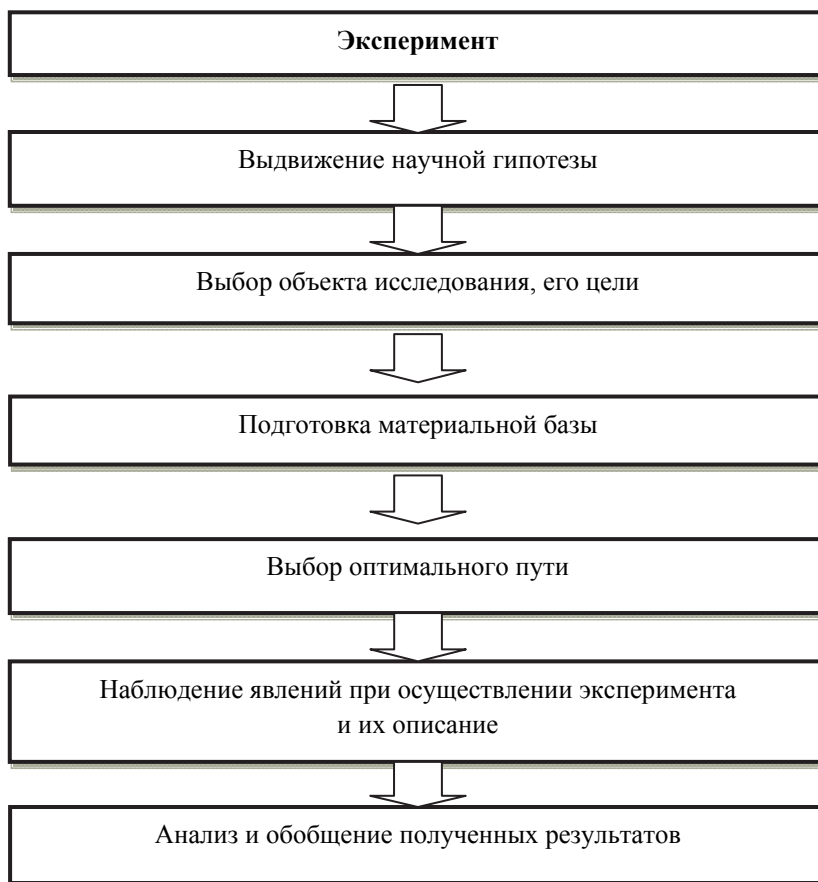 Эксперимент
Выдвижение научной гипотезы
Выбор объекта исследования, его цели
Подготовка материальной базы
Выбор оптимального пути
Наблюдение явлений при осуществлении эксперимента
и их описание
Анализ и обобщение полученных результатов